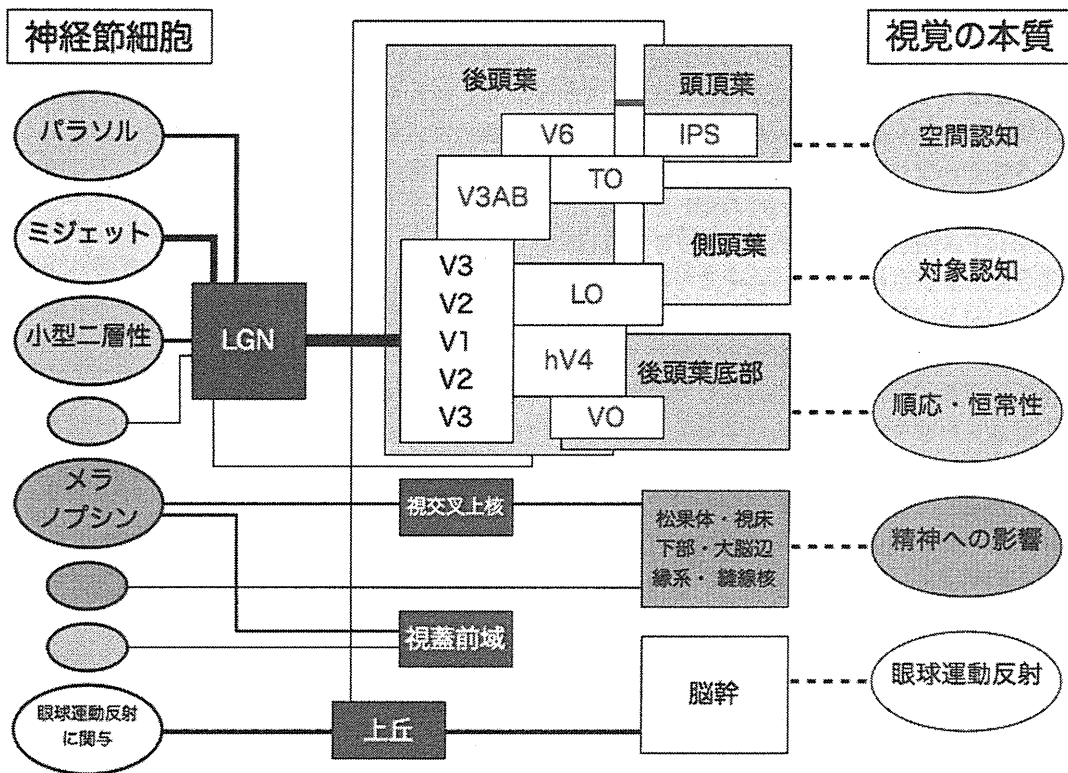 神経節細胞
視覚の本質
パラソル
ミジェット
小型二層性
メラ
ノプシン
眼球運動反射
に関与
LGN
視交叉上核
視蓋前域
上丘
後頭葉
頭頂葉
V6
IPS
V3AB
TO
側頭葉
V3
V2
V1
V2
V3
LO
hV4
後頭葉底部
VO
松果体・視床
下部・大脳辺
縁系・縫線核
脳幹
空間認知
対象認知
順応・恒常性
精神への影響
眼球運動反射